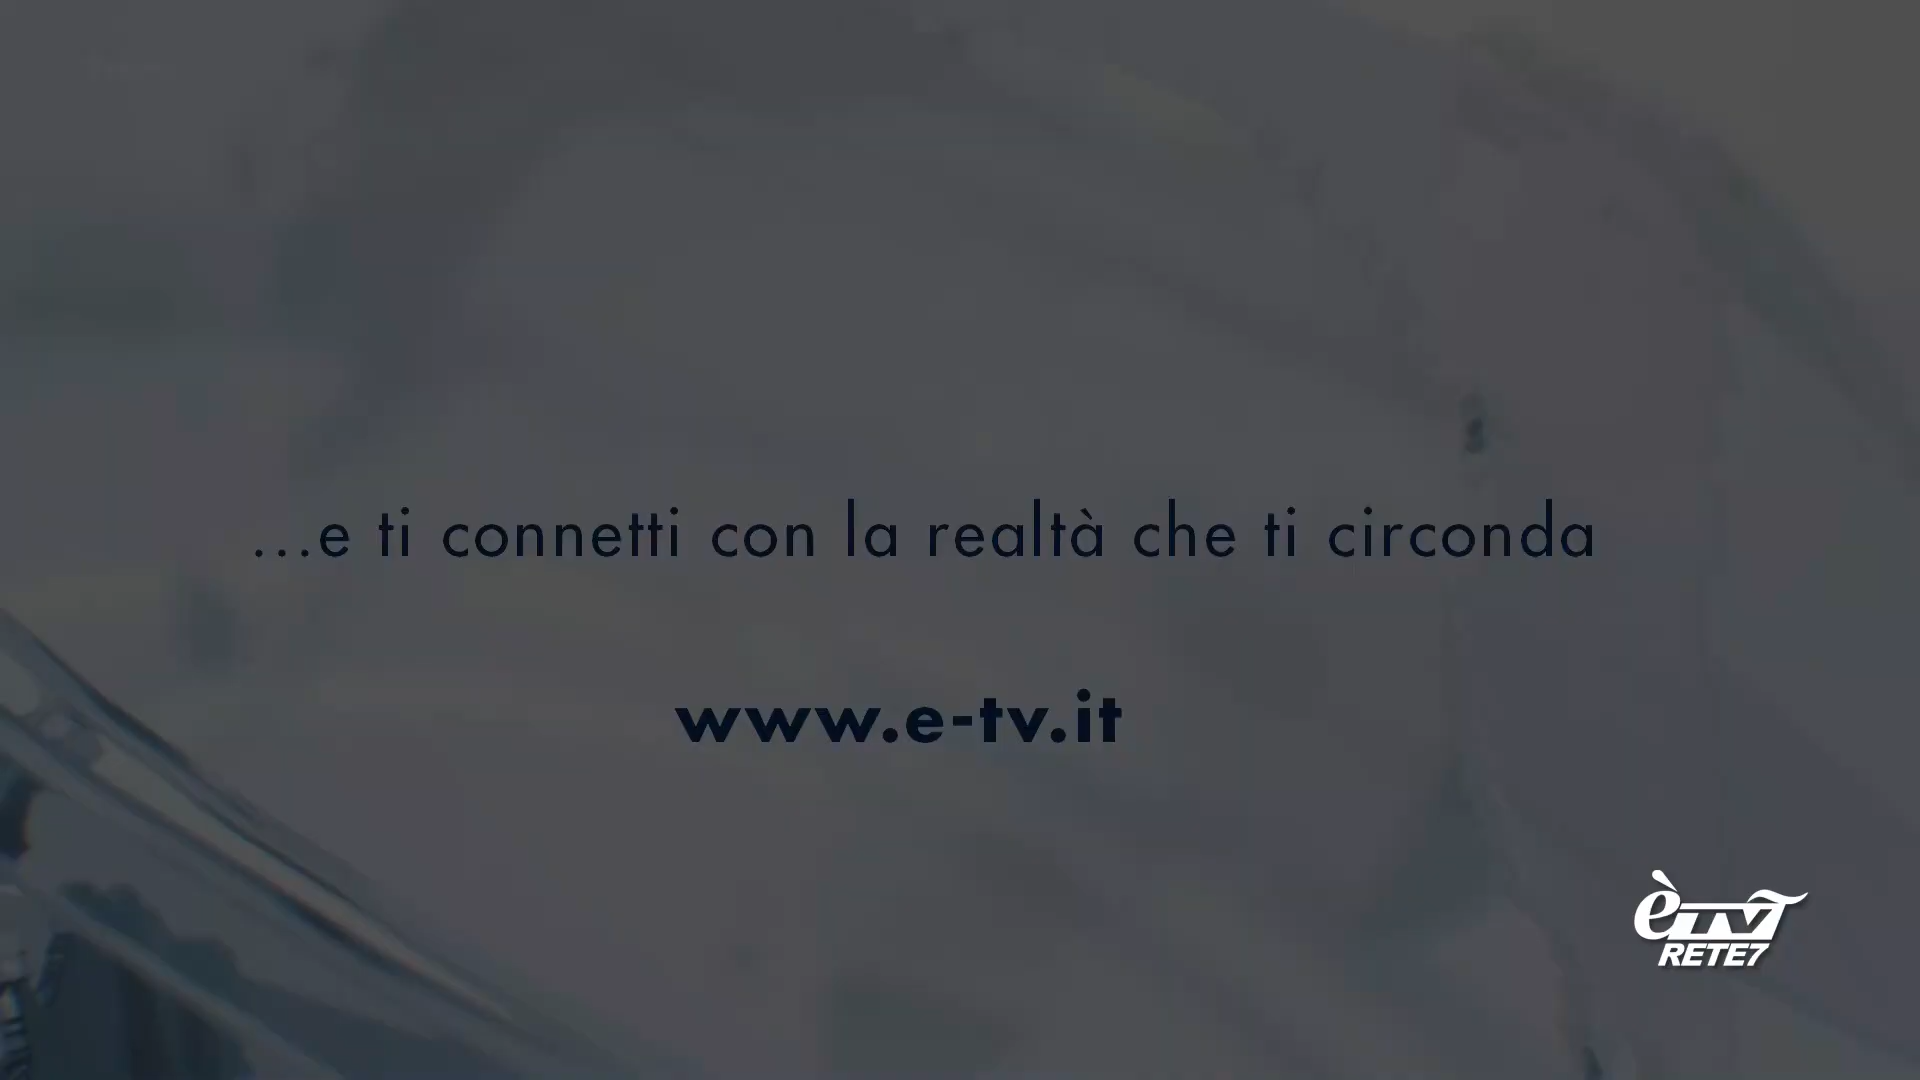 ...e ti connetti con la realtà che ti circonda
www.e-tv.it
èTV
RETE7